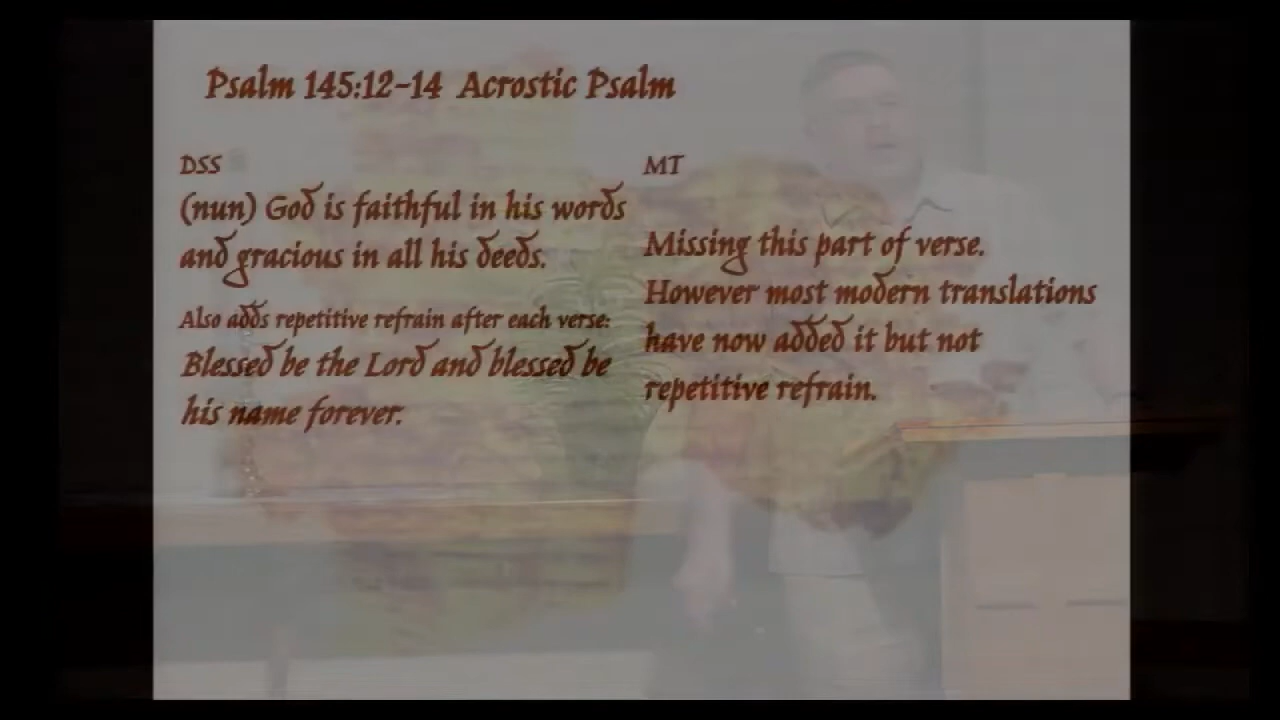 Psalm 145:12-14 Acrostic Psalm
DSS
(nun) God is faithful in his words
and gracious in all his deeds.
Also adds repetitive refrain after each verse:
Blessed be the Lord and blessed be
his name forever.
MT
Missing this part of verse.
However most modern translations
have now added it but not
repetitive refrain.